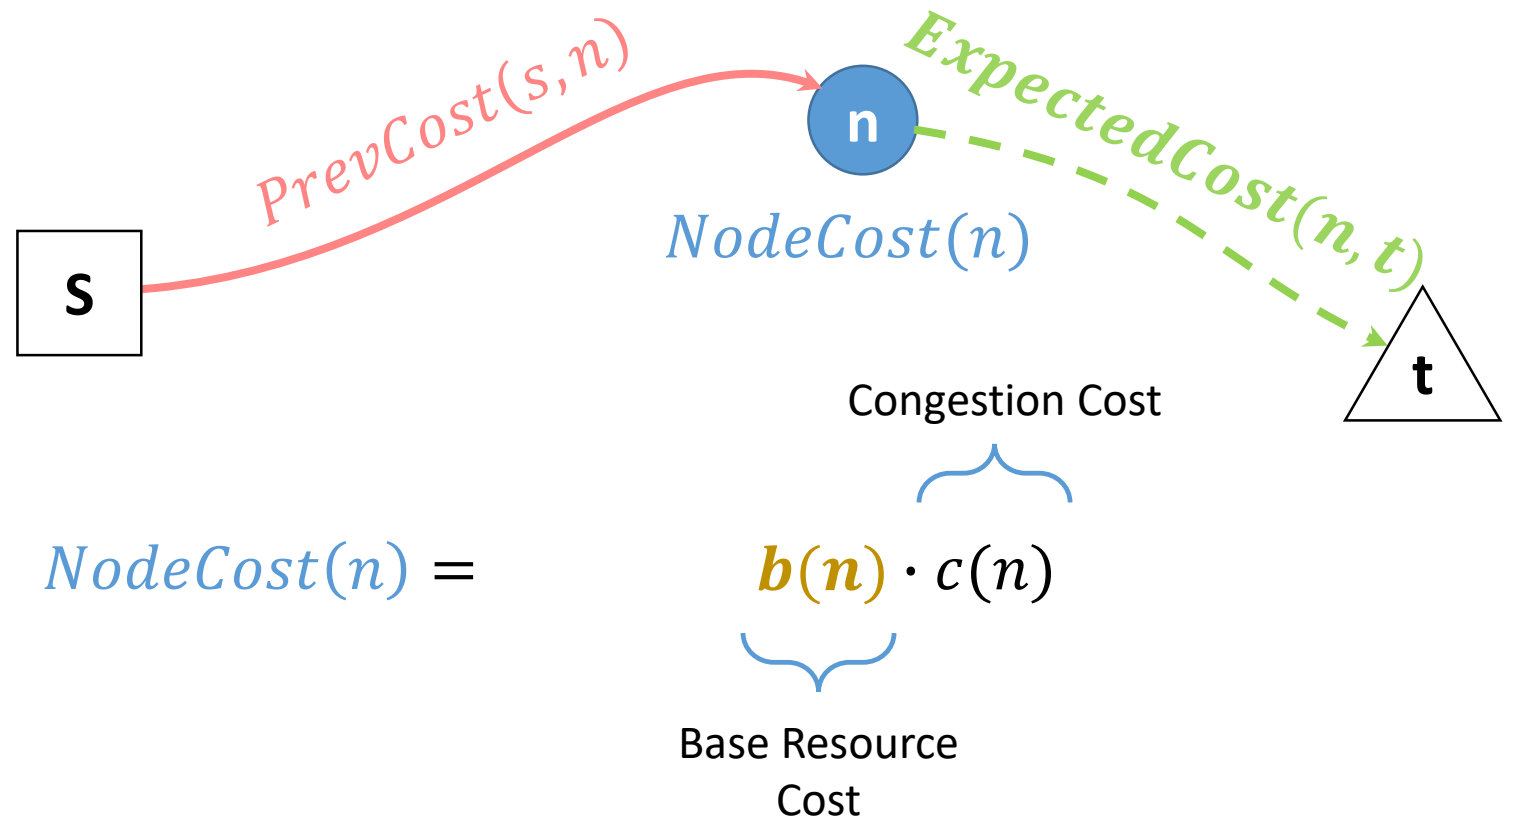 PrevCost(s,n)
n
ExpectedCost(n,t)
NodeCost(n)
S
t
Congestion Cost
NodeCost(n) = b(n) · c(n)
Base Resource
Cost